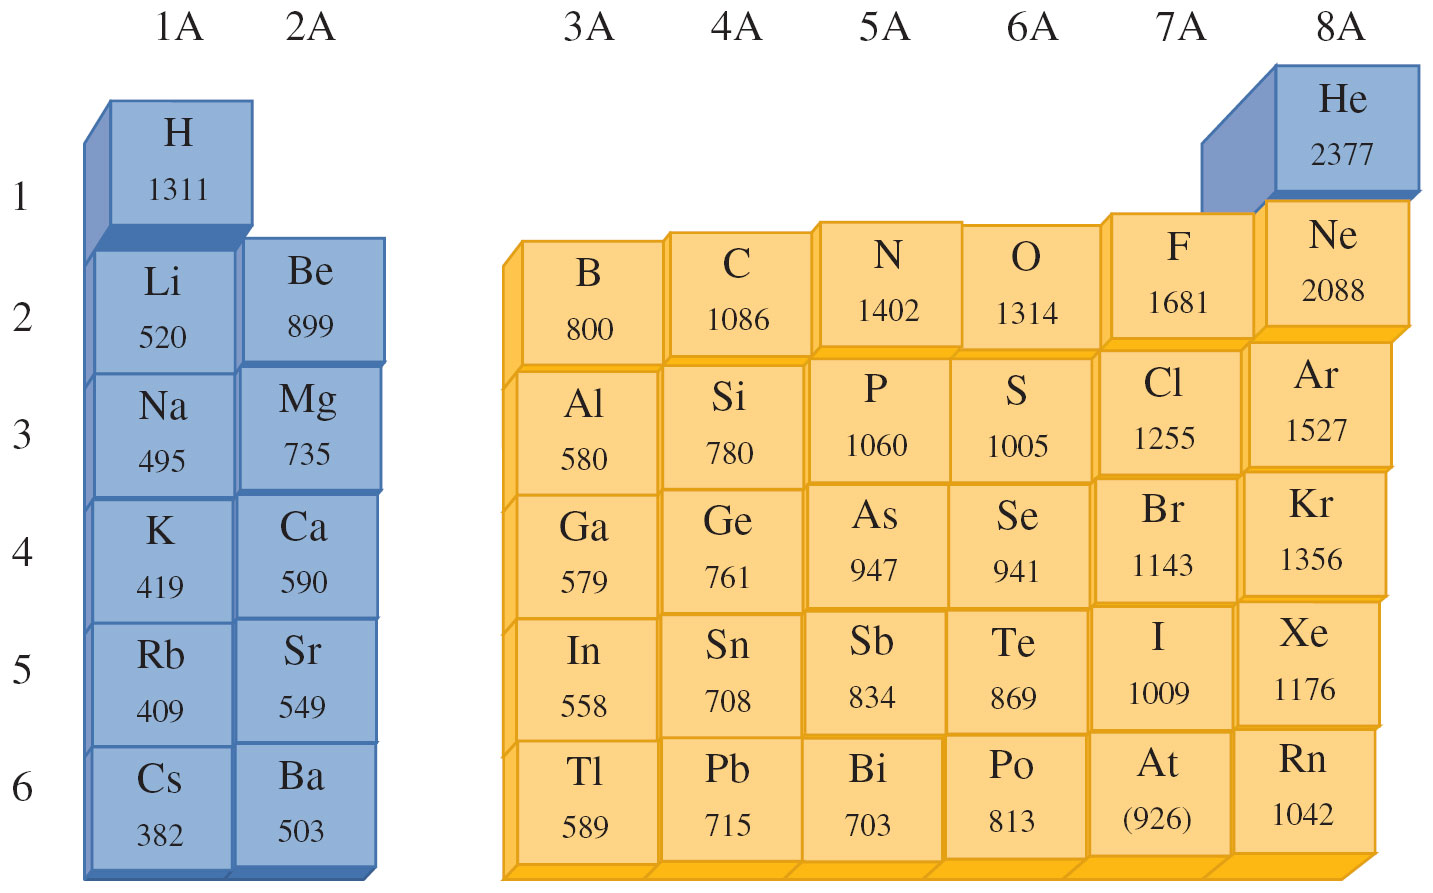 1A 2A 3A 4A 5A 6A 7A 8A
1
H He
1311 2377
2
Li Be B C N O F Ne
520 899 800 1086 1402 1314 1681 2088
3
Na Mg Al Si P S Cl Ar
495 735 580 780 1060 1005 1255 1527
4
K Ca Ga Ge As Se Br Kr
419 590 579 761 947 941 1143 1356
5
Rb Sr In Sn Sb Te I Xe
409 549 558 708 834 869 1009 1176
6
Cs Ba Tl Pb Bi Po At Rn
382 503 589 715 703 813 (926) 1042